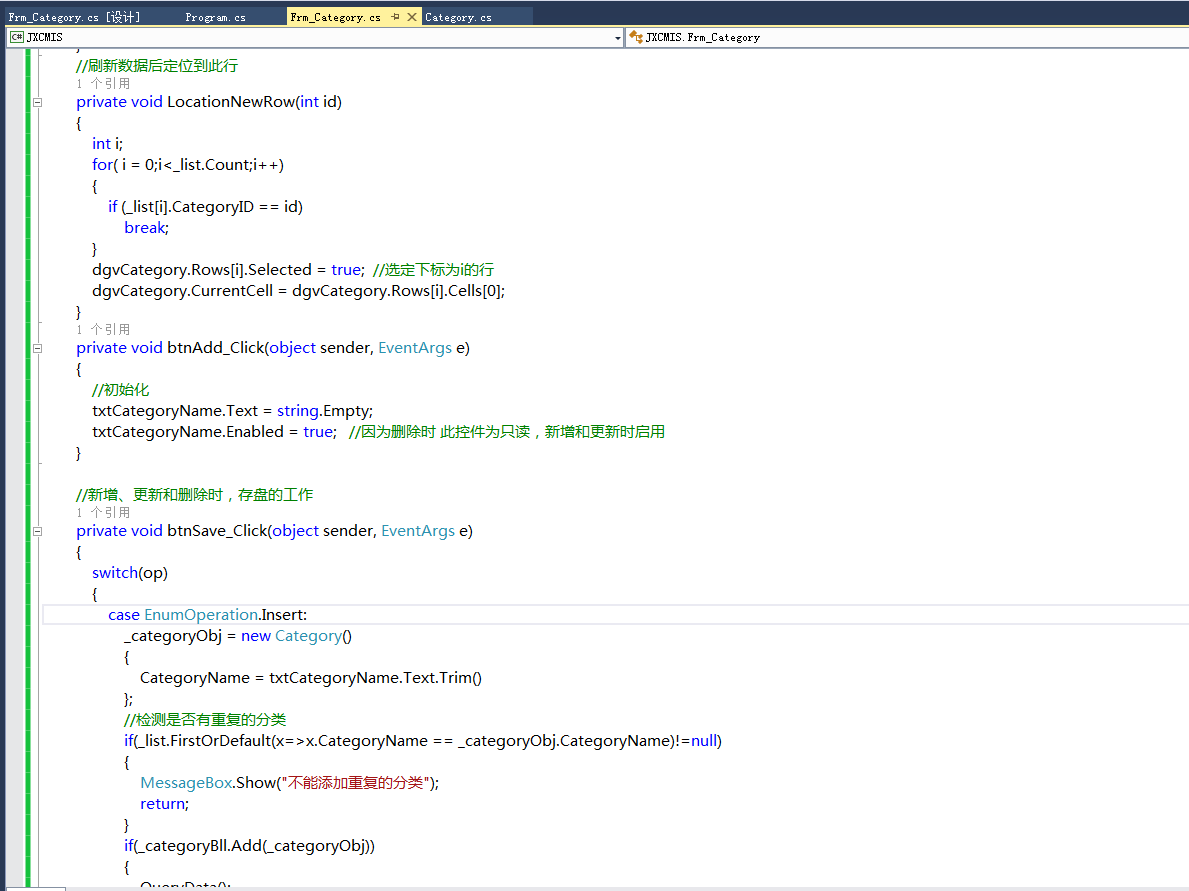 Frm_Category.cs [设计] Program.cs Frm_Category.cs Category.cs
C# JXCMIS JXCMIS.Frm_Category
}
//刷新数据后定位到此行
1 个引用
private void LocationNewRow(int id)
{
int i;
for( i = 0;i<_list.Count;i++)
{
if (_list[i].CategoryID == id)
break;
}
dgvCategory.Rows[i].Selected = true; //选定下标为i的行
dgvCategory.CurrentCell = dgvCategory.Rows[i].Cells[0];
}
1 个引用
private void btnAdd_Click(object sender, EventArgs e)
{
//初始化
txtCategoryName.Text = string.Empty;
txtCategoryName.Enabled = true; //因为删除时 此控件为只读，新增和更新时启用
}
//新增、更新和删除时，存盘的工作
1 个引用
private void btnSave_Click(object sender, EventArgs e)
{
switch(op)
{
case EnumOperation.Insert:
_categoryObj = new Category()
{
CategoryName = txtCategoryName.Text.Trim()
};
//检测是否有重复的分类
if(_list.FirstOrDefault(x=>x.CategoryName == _categoryObj.CategoryName)!=null)
{
MessageBox.Show("不能添加重复的分类");
return;
}
if(_categoryBll.Add(_categoryObj))
{
QueryData();